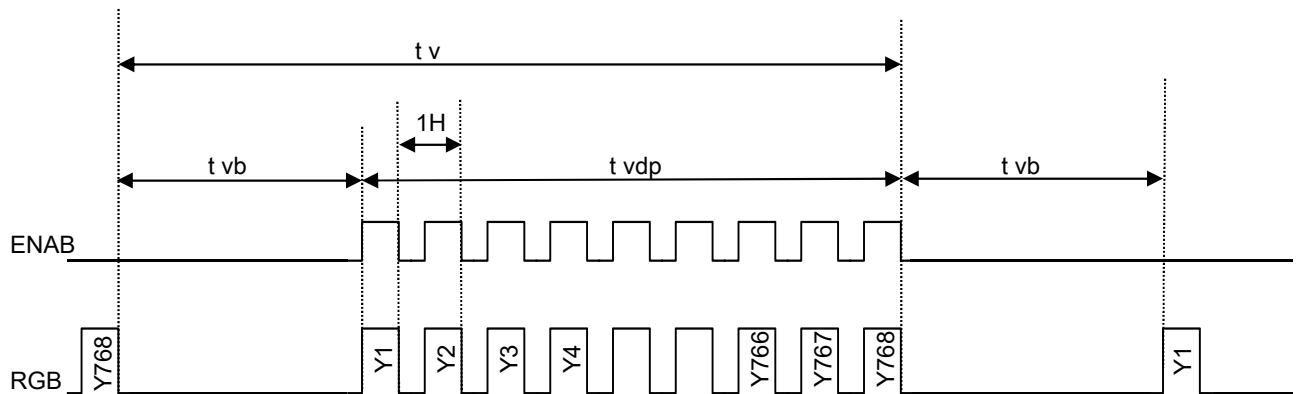 t v
1H
t vb
t vdp
t vb
ENAB
RGB
Y768
Y1
Y2
Y3
Y4
Y766
Y767
Y768
Y1